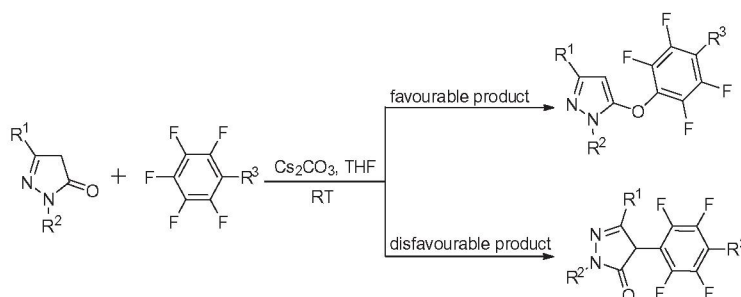 R³
F
F
R¹
F
F
N
N
O
R²
favourable product
R¹
N
N
O
R²
+
F
F
F
F
F
R³
Cs₂CO₃, THF
RT
disfavourable product
R¹
F
F
N
N
R²
O
F
F